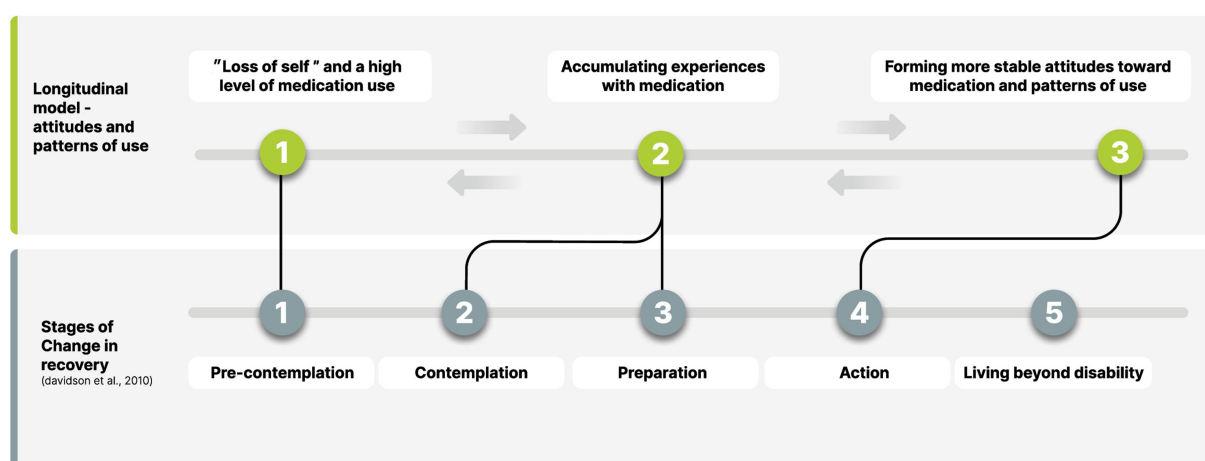 Longitudinal
model -
attitudes and
patterns of use
”Loss of self ” and a high
level of medication use
Accumulating experiences
with medication
Forming more stable attitudes toward
medication and patterns of use
1
2
3
Stages of
Change in
recovery
(davidson et al., 2010)
1
2
3
4
5
Pre-contemplation
Contemplation
Preparation
Action
Living beyond disability